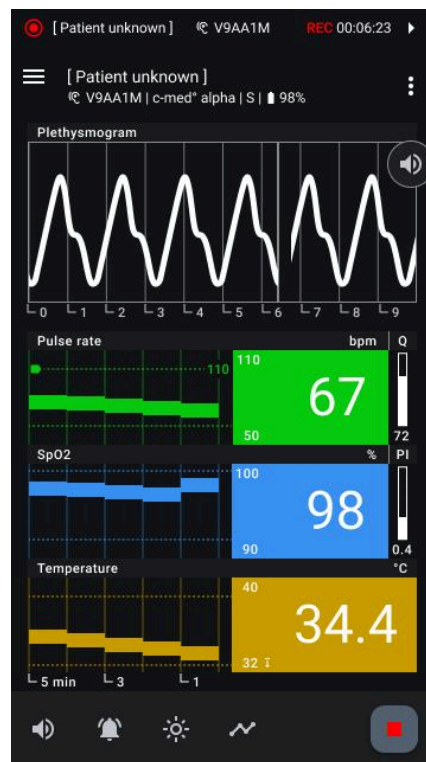 [ Patient unknown ] V9AA1M REC 00:06:23
[ Patient unknown ]
V9AA1M | c-med° alpha | S | 98%
Plethysmogram
0 1 2 3 4 5 6 7 8 9
Pulse rate bpm Q
110 110
67
50 72
SpO2 % PI
100
98
90 0.4
Temperature °C
40
34.4
32
5 min 3 1